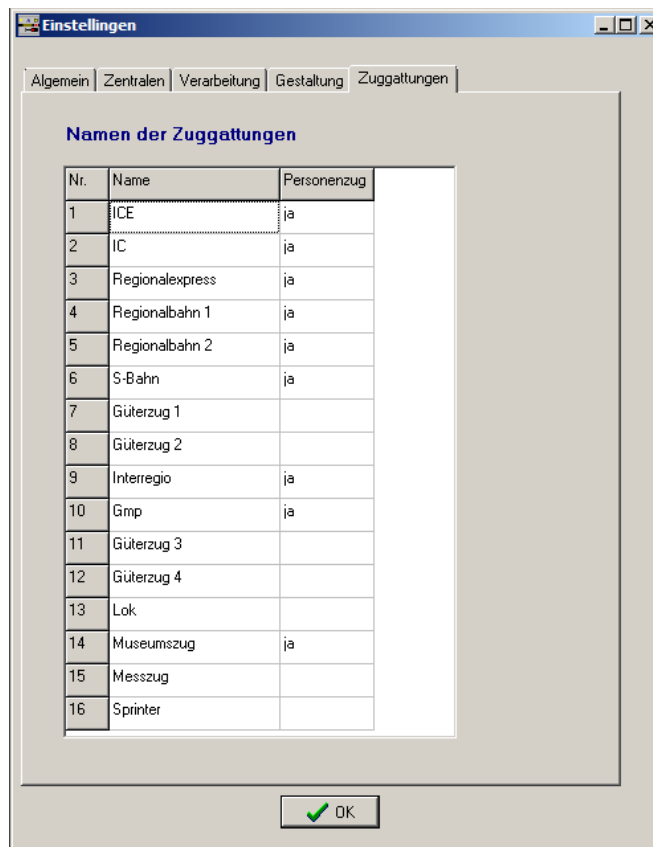 Einstellingen
Algemein Zentralen Verarbeitung Gestaltung Zuggattungen
Namen der Zuggattungen
Nr. Name Personenzug
1 ICE ja
2 IC ja
3 Regionalexpress ja
4 Regionalbahn 1 ja
5 Regionalbahn 2 ja
6 S-Bahn ja
7 Güterzug 1
8 Güterzug 2
9 Interregio ja
10 Gmp ja
11 Güterzug 3
12 Güterzug 4
13 Lok
14 Museumszug ja
15 Messzug
16 Sprinter
OK